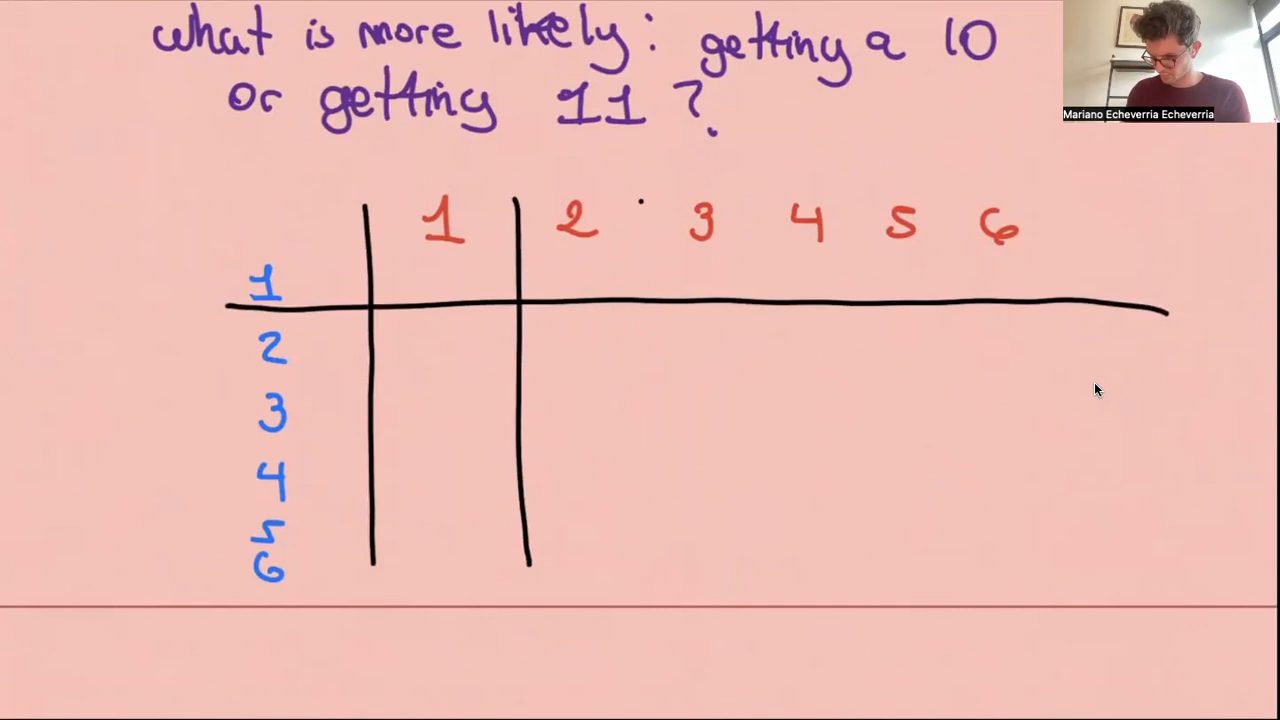 what is more likely: getting a 10
Mariano Echeverria Echeverria
or getting 11?
1 2 3 4 5 6
1
2
3
4
5
6